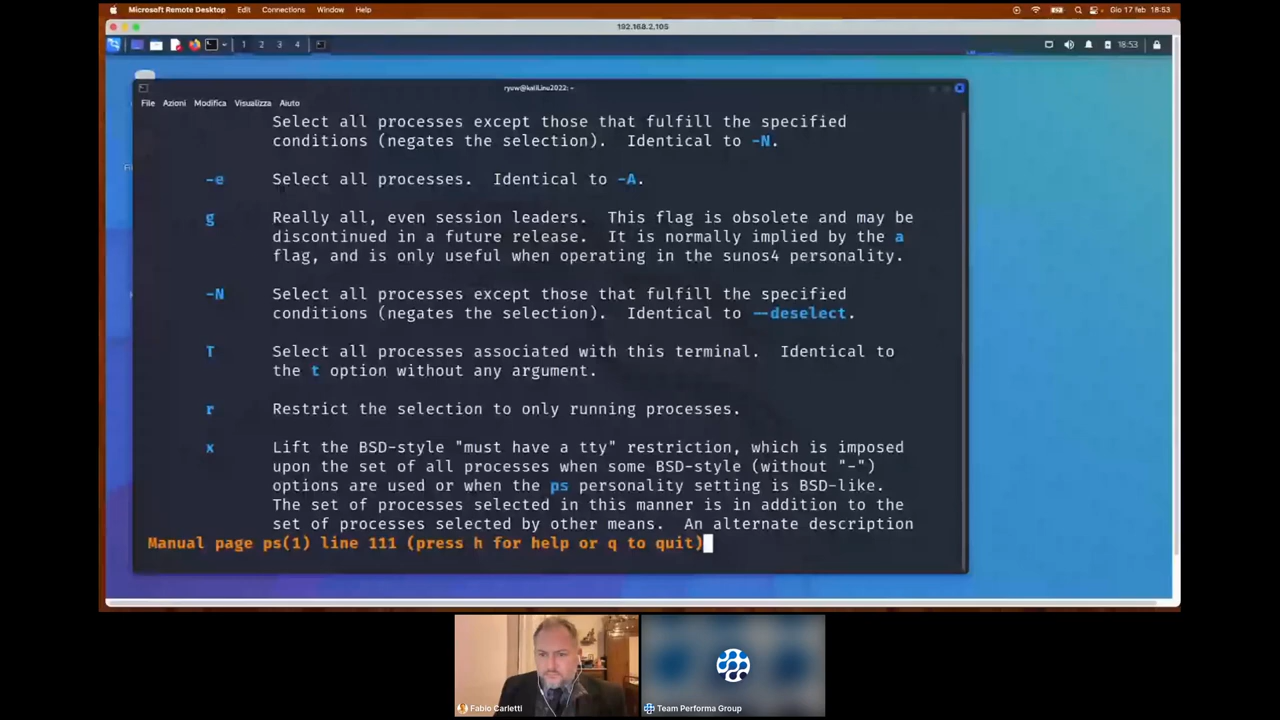 Microsoft Remote Desktop Edit Connections Window Help Gio 17 feb 18:53
192.168.2.105
1 2 3 4 18:53
ryuw@kaliLinu2022: ~
File Azioni Modifica Visualizza Aiuto
Select all processes except those that fulfill the specified
conditions (negates the selection). Identical to -N.
-e Select all processes. Identical to -A.
g Really all, even session leaders. This flag is obsolete and may be
discontinued in a future release. It is normally implied by the a
flag, and is only useful when operating in the sunos4 personality.
-N Select all processes except those that fulfill the specified
conditions (negates the selection). Identical to --deselect.
T Select all processes associated with this terminal. Identical to
the t option without any argument.
r Restrict the selection to only running processes.
x Lift the BSD-style "must have a tty" restriction, which is imposed
upon the set of all processes when some BSD-style (without "-")
options are used or when the ps personality setting is BSD-like.
The set of processes selected in this manner is in addition to the
set of processes selected by other means. An alternate description
Manual page ps(1) line 111 (press h for help or q to quit)
Fabio Carletti Team Performa Group